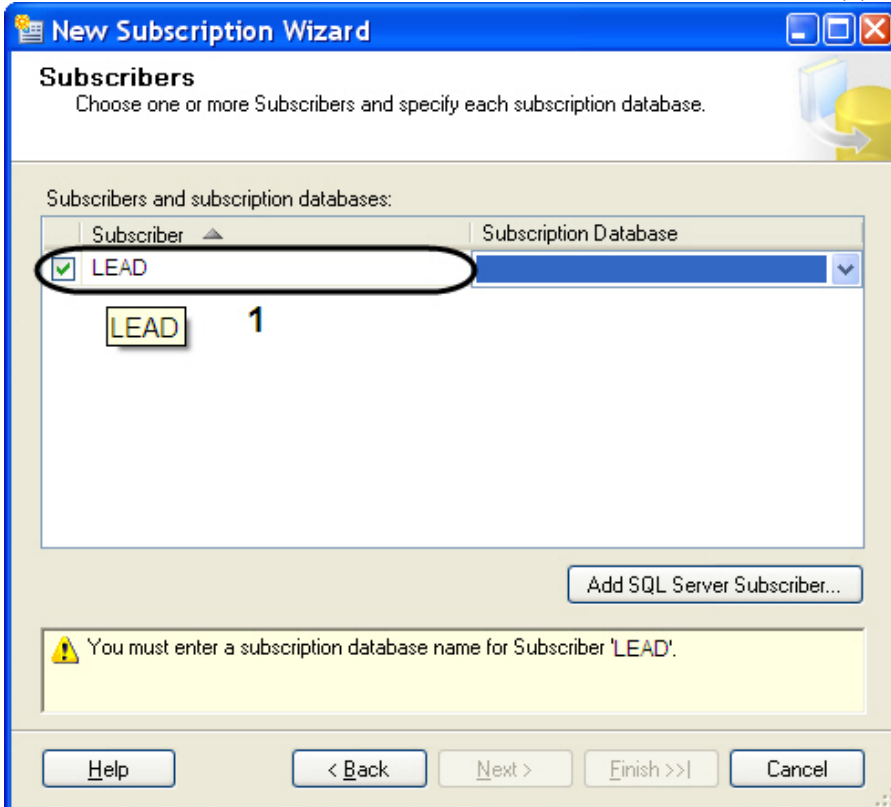 New Subscription Wizard
Subscribers
Choose one or more Subscribers and specify each subscription database.
Subscribers and subscription databases:
Subscriber Subscription Database
LEAD
LEAD 1
Add SQL Server Subscriber...
You must enter a subscription database name for Subscriber 'LEAD'.
Help < Back Next > Finish >>| Cancel